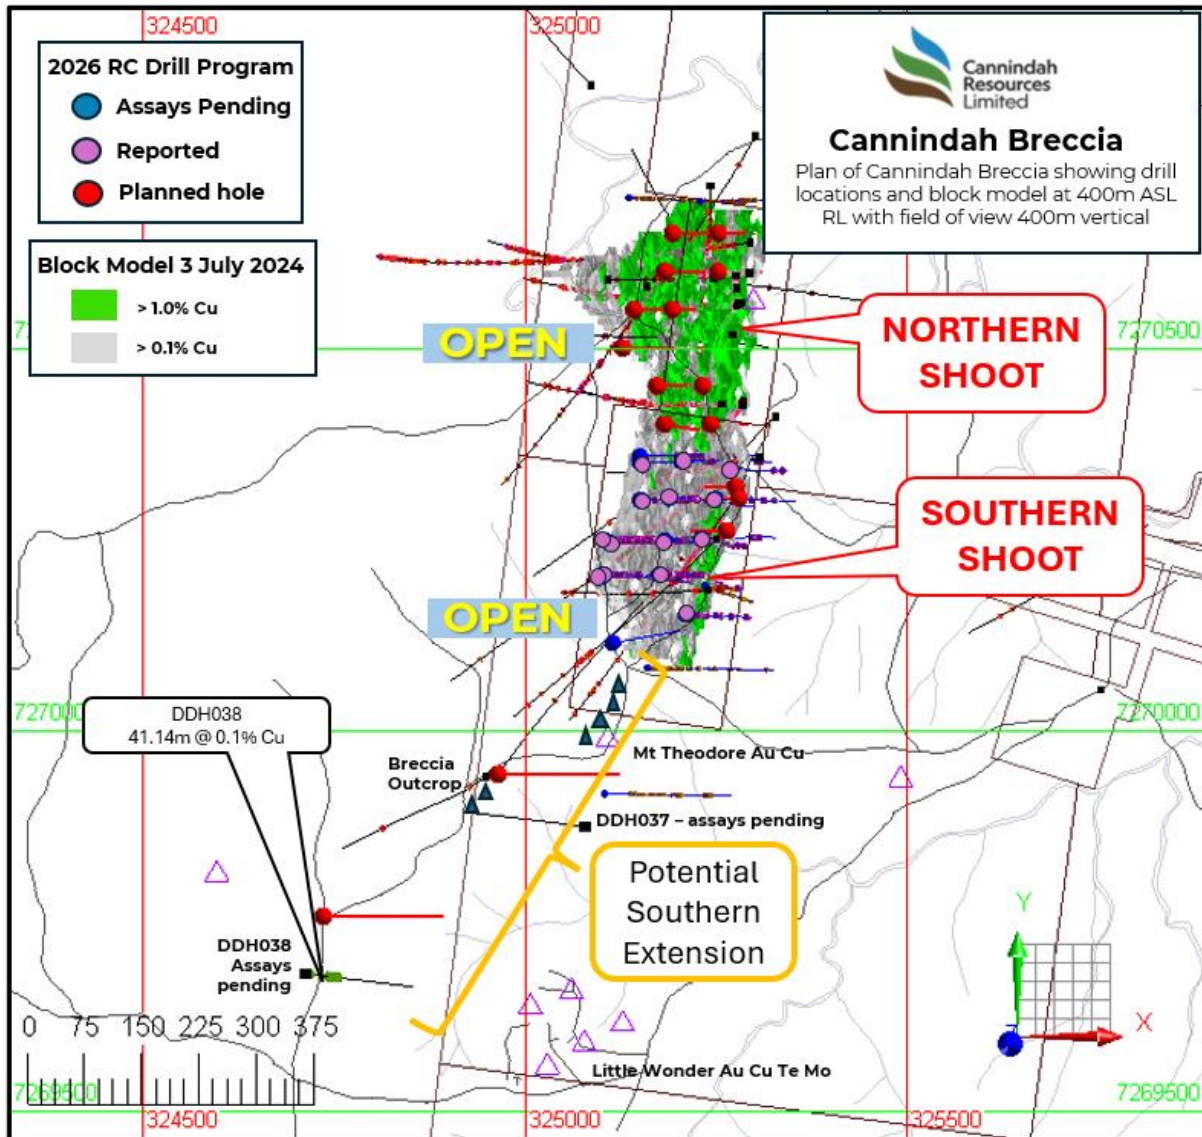 324500
325000
2026 RC Drill Program
Assays Pending
Reported
Planned hole
Cannindah
Resources
Limited
Cannindah Breccia
Plan of Cannindah Breccia showing drill
locations and block model at 400m ASL
RL with field of view 400m vertical
Block Model 3 July 2024
> 1.0% Cu
> 0.1% Cu
OPEN
NORTHERN
SHOOT
7270500
SOUTHERN
SHOOT
OPEN
727000
7270000
DDH038
41.14m @ 0.1% Cu
Mt Theodore Au Cu
Breccia
Outcrop
DDH037 – assays pending
Potential
Southern
Extension
DDH038
Assays
pending
Y
X
0 75 150 225 300 375
Little Wonder Au Cu Te Mo
7269500
7269500
324500
325000
325500